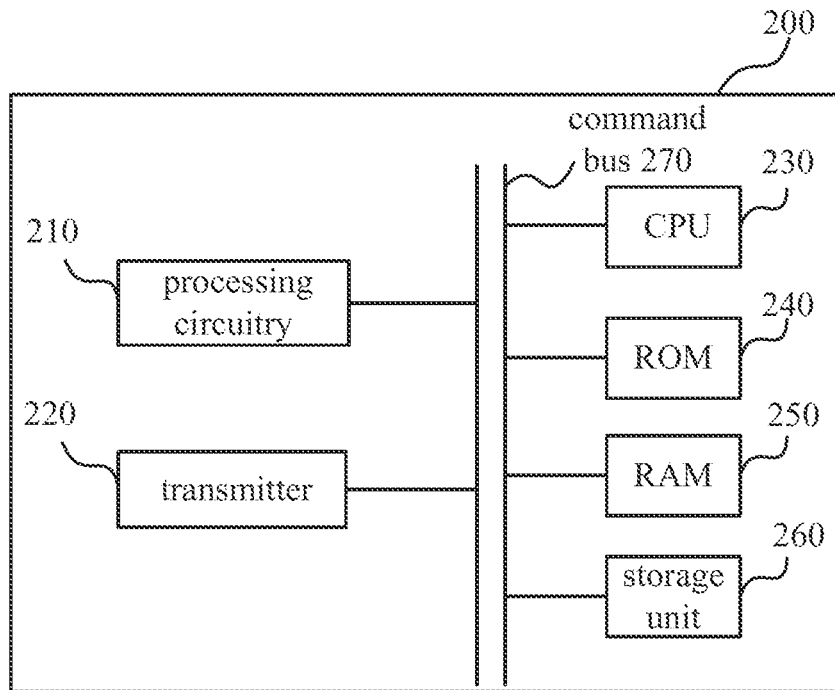 200
command
bus 270
230
CPU
210
processing
circuitry
240
ROM
220
transmitter
250
RAM
260
storage
unit